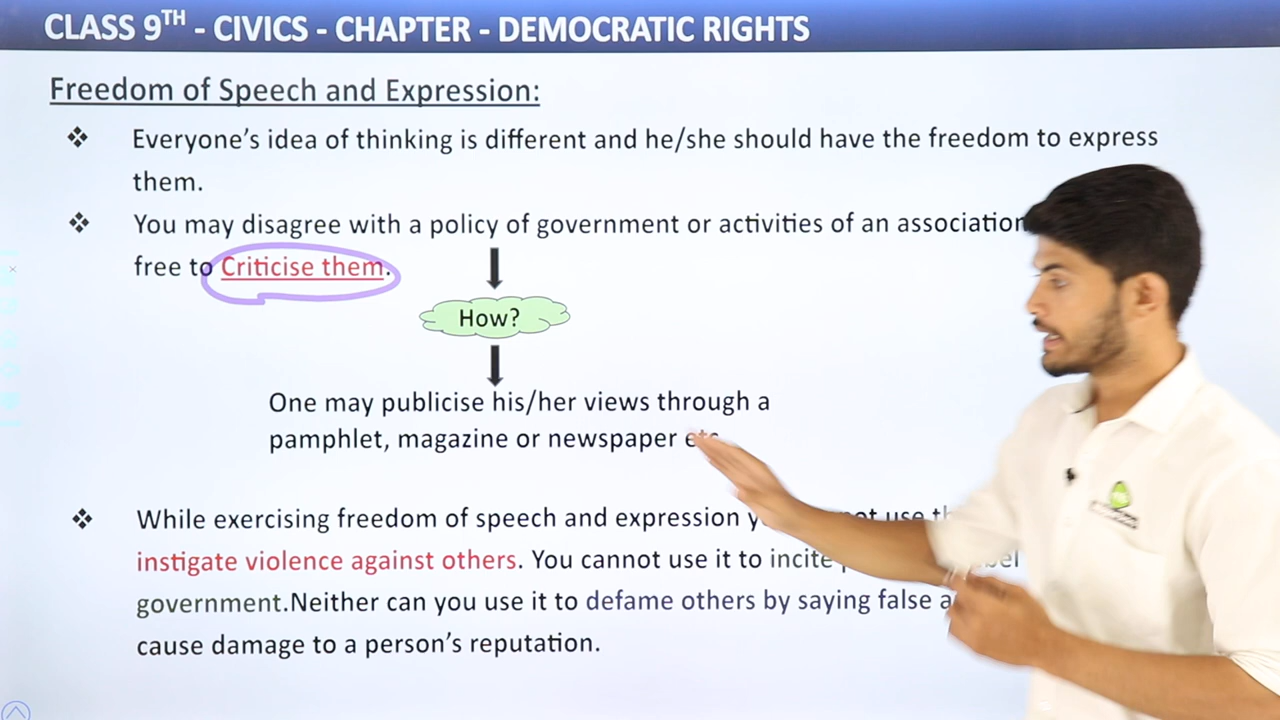 CLASS 9TH - CIVICS - CHAPTER - DEMOCRATIC RIGHTS
Freedom of Speech and Expression:
❖ Everyone's idea of thinking is different and he/she should have the freedom to express
them.
❖ You may disagree with a policy of government or activities of an association
free to Criticise them.
How?
One may publicise his/her views through a
pamphlet, magazine or newspaper etc
❖ While exercising freedom of speech and expression not use
instigate violence against others. You cannot use it to incite
government.Neither can you use it to defame others by saying false
cause damage to a person's reputation.